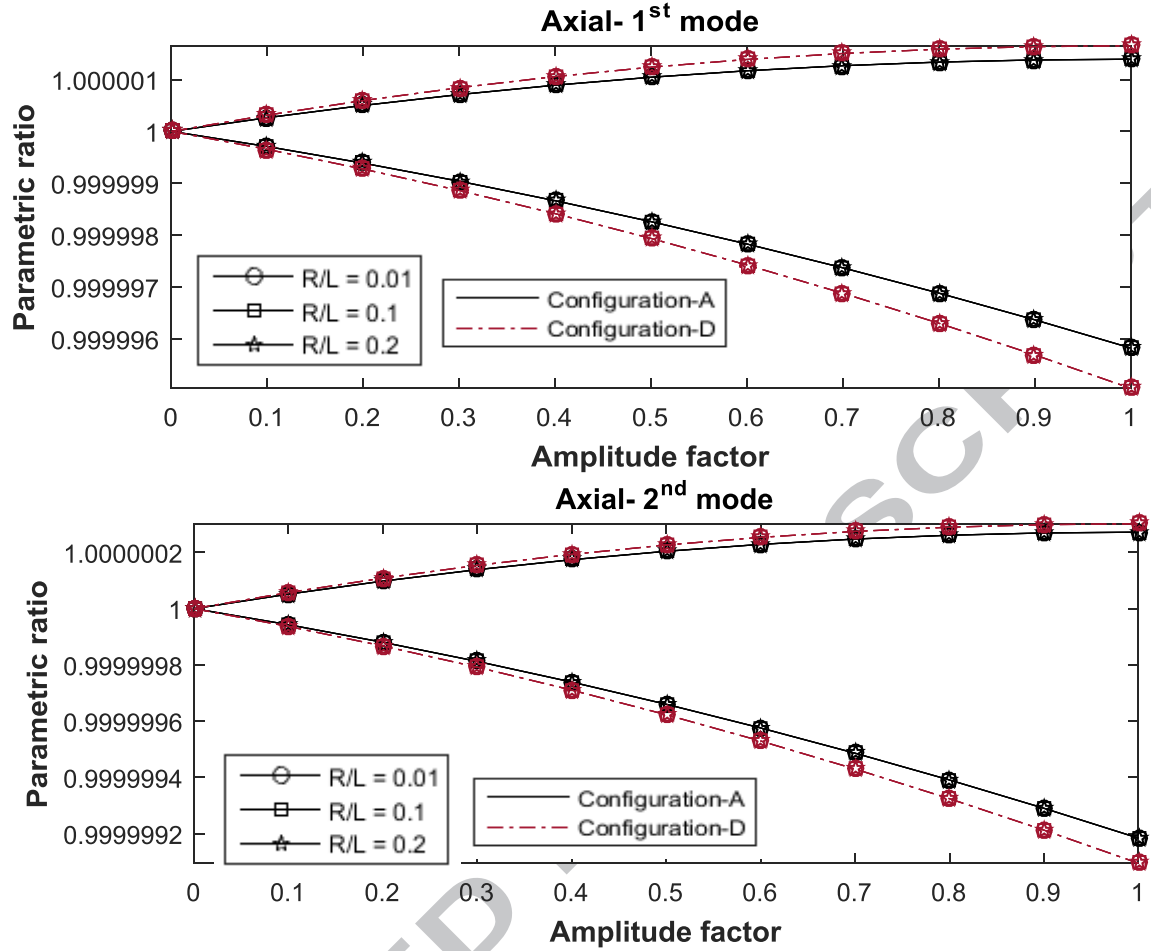 Axial- 1st mode
Parametric ratio
1.000001
1
0.999999
0.999998
0.999997
0.999996
R/L = 0.01
R/L = 0.1
R/L = 0.2
Configuration-A
Configuration-D
0 0.1 0.2 0.3 0.4 0.5 0.6 0.7 0.8 0.9 1
Amplitude factor
Axial- 2nd mode
Parametric ratio
1.0000002
1
0.9999998
0.9999996
0.9999994
0.9999992
R/L = 0.01
R/L = 0.1
R/L = 0.2
Configuration-A
Configuration-D
0 0.1 0.2 0.3 0.4 0.5 0.6 0.7 0.8 0.9 1
Amplitude factor